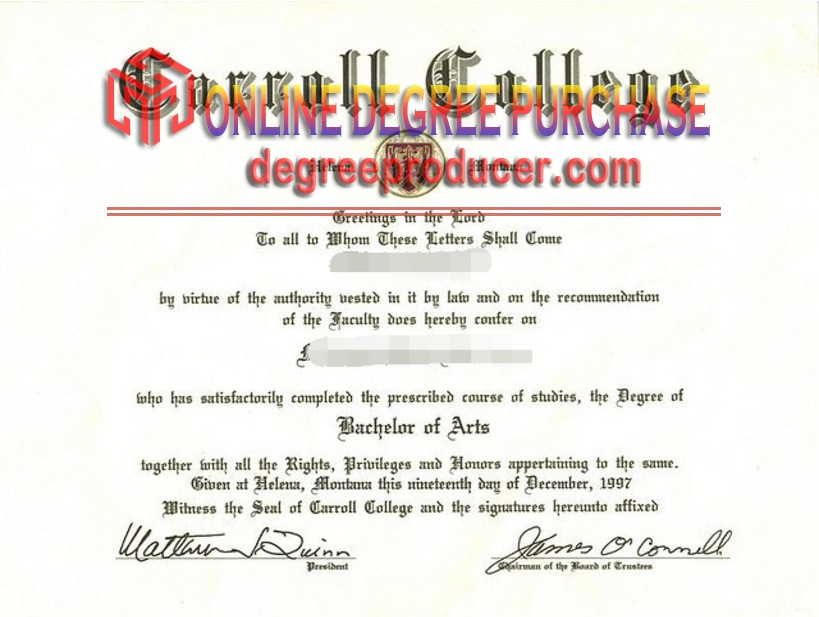 Carroll College
ONLINE DEGREE PURCHASE
Helena Montana
degreeproducer.com
Greetings in the Lord
To all to Whom These Letters Shall Come
by virtue of the authority vested in it by law and on the recommendation
of the Faculty does hereby confer on
who has satisfactorily completed the prescribed course of studies, the Degree of
Bachelor of Arts
together with all the Rights, Privileges and Honors appertaining to the same.
Given at Helena, Montana this nineteenth day of December, 1997
Witness the Seal of Carroll College and the signatures hereunto affixed
Matthew J. Quinn James O'Connell
President Chairman of the Board of Trustees